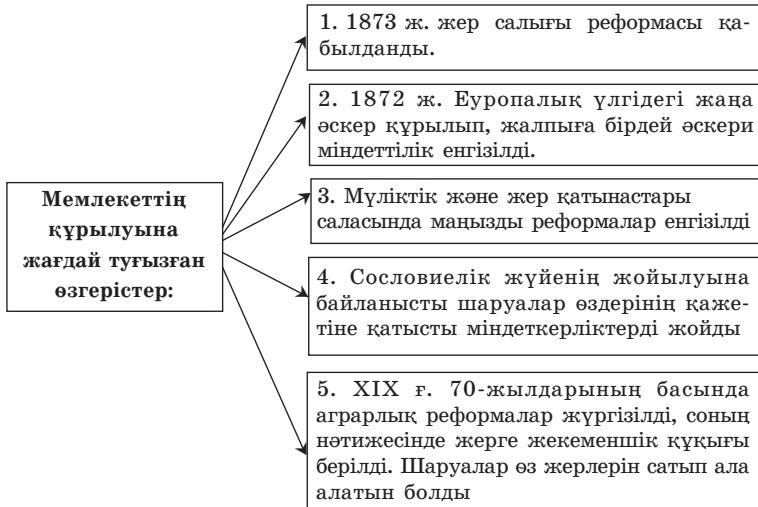 1. 1873 ж. жер салығы реформасы қа-
былданды.
2. 1872 ж. Еуропалық үлгідегі жаңа
әскер құрылып, жалпыға бірдей әскери
міндеттілік енгізілді.
Мемлекеттің
құрылуына
жағдай туғызған
өзгерістер:
3. Мүліктік және жер қатынастары
саласында маңызды реформалар енгізілді
4. Сословиелік жүйенің жойылуына
байланысты шаруалар өздерінің қаже-
тіне қатысты міндеткерліктерді жойды
5. XIX ғ. 70-жылдарының басында
аграрлық реформалар жүргізілді, соның
нәтижесінде жерге жекеменшік құқығы
берілді. Шаруалар өз жерлерін сатып ала
алатын болды